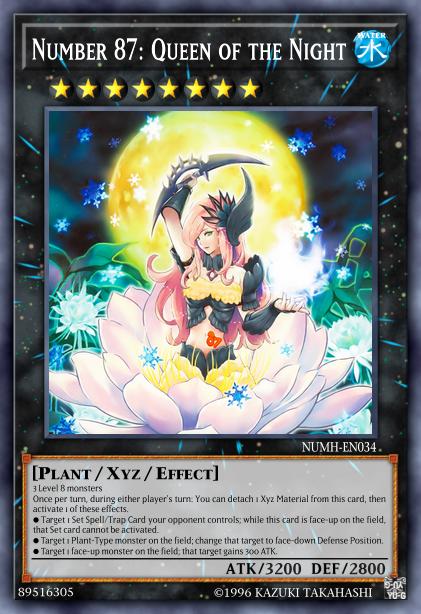 Number 87: Queen of the Night
WATER
水
87
NUMH-EN034
[Plant / Xyz / Effect]
3 Level 8 monsters
Once per turn, during either player's turn: You can detach 1 Xyz Material from this card, then
activate 1 of these effects.
● Target 1 Set Spell/Trap Card your opponent controls; while this card is face-up on the field,
that Set card cannot be activated.
● Target 1 Plant-Type monster on the field; change that target to face-down Defense Position.
● Target 1 face-up monster on the field; that target gains 300 ATK.
ATK/3200 DEF/2800
89516305
©1996 KAZUKI TAKAHASHI